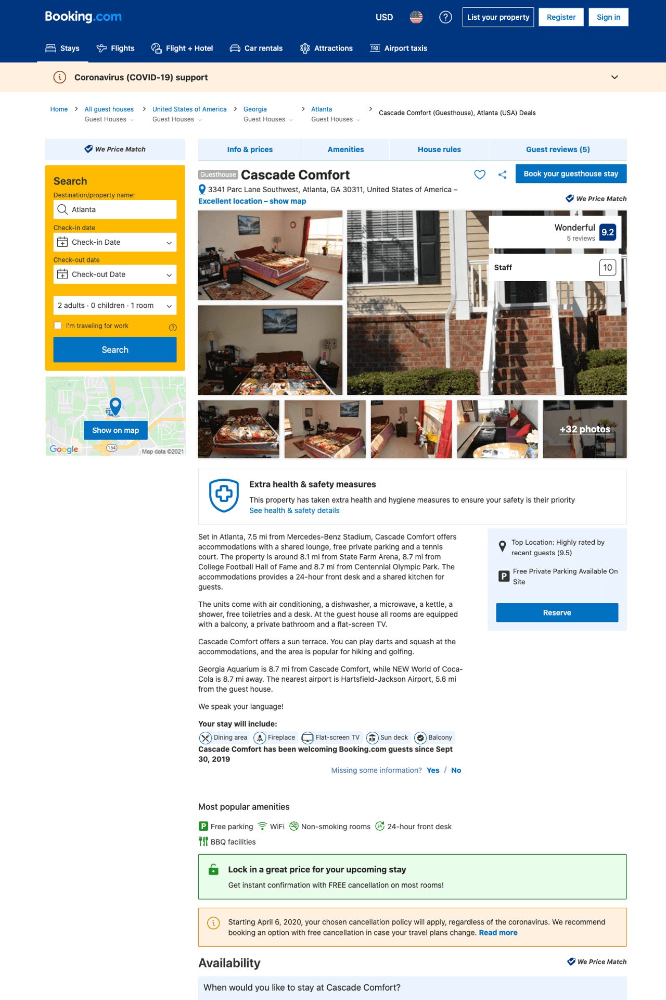 Booking.com
USD
List your property
Register
Sign in
Stays
Flights
Flight + Hotel
Car rentals
Attractions
TAXI Airport taxis
Coronavirus (COVID-19) support
Home
All guest houses
United States of America
Georgia
Atlanta
Cascade Comfort (Guesthouse), Atlanta (USA) Deals
Guest Houses
Guest Houses
Guest Houses
Guest Houses
We Price Match
Info & prices
Amenities
House rules
Guest reviews (5)
Search
Destination/property name:
Atlanta
Check-in date
Check-in Date
Check-out date
Check-out Date
2 adults · 0 children · 1 room
I'm traveling for work
Search
Show on map
154
Google
Map data ©2021
Guesthouse Cascade Comfort
Book your guesthouse stay
3341 Parc Lane Southwest, Atlanta, GA 30311, United States of America –
Excellent location – show map
We Price Match
Wonderful
5 reviews
9.2
Staff
10
+32 photos
Extra health & safety measures
This property has taken extra health and hygiene measures to ensure your safety is their priority
See health & safety details
Set in Atlanta, 7.5 mi from Mercedes-Benz Stadium, Cascade Comfort offers
accommodations with a shared lounge, free private parking and a tennis
court. The property is around 8.1 mi from State Farm Arena, 8.7 mi from
College Football Hall of Fame and 8.7 mi from Centennial Olympic Park. The
accommodations provides a 24-hour front desk and a shared kitchen for
guests.
The units come with air conditioning, a dishwasher, a microwave, a kettle, a
shower, free toiletries and a desk. At the guest house all rooms are equipped
with a balcony, a private bathroom and a flat-screen TV.
Cascade Comfort offers a sun terrace. You can play darts and squash at the
accommodations, and the area is popular for hiking and golfing.
Georgia Aquarium is 8.7 mi from Cascade Comfort, while NEW World of Coca-
Cola is 8.7 mi away. The nearest airport is Hartsfield-Jackson Airport, 5.6 mi
from the guest house.
We speak your language!
Your stay will include:
Dining area
Fireplace
Flat-screen TV
Sun deck
Balcony
Cascade Comfort has been welcoming Booking.com guests since Sept
30, 2019
Missing some information? Yes / No
Top Location: Highly rated by
recent guests (9.5)
P Free Private Parking Available On
Site
Reserve
Most popular amenities
P Free parking
WiFi
Non-smoking rooms
24 24-hour front desk
BBQ facilities
Lock in a great price for your upcoming stay
Get instant confirmation with FREE cancellation on most rooms!
Starting April 6, 2020, your chosen cancellation policy will apply, regardless of the coronavirus. We recommend
booking an option with free cancellation in case your travel plans change. Read more
Availability
We Price Match
When would you like to stay at Cascade Comfort?